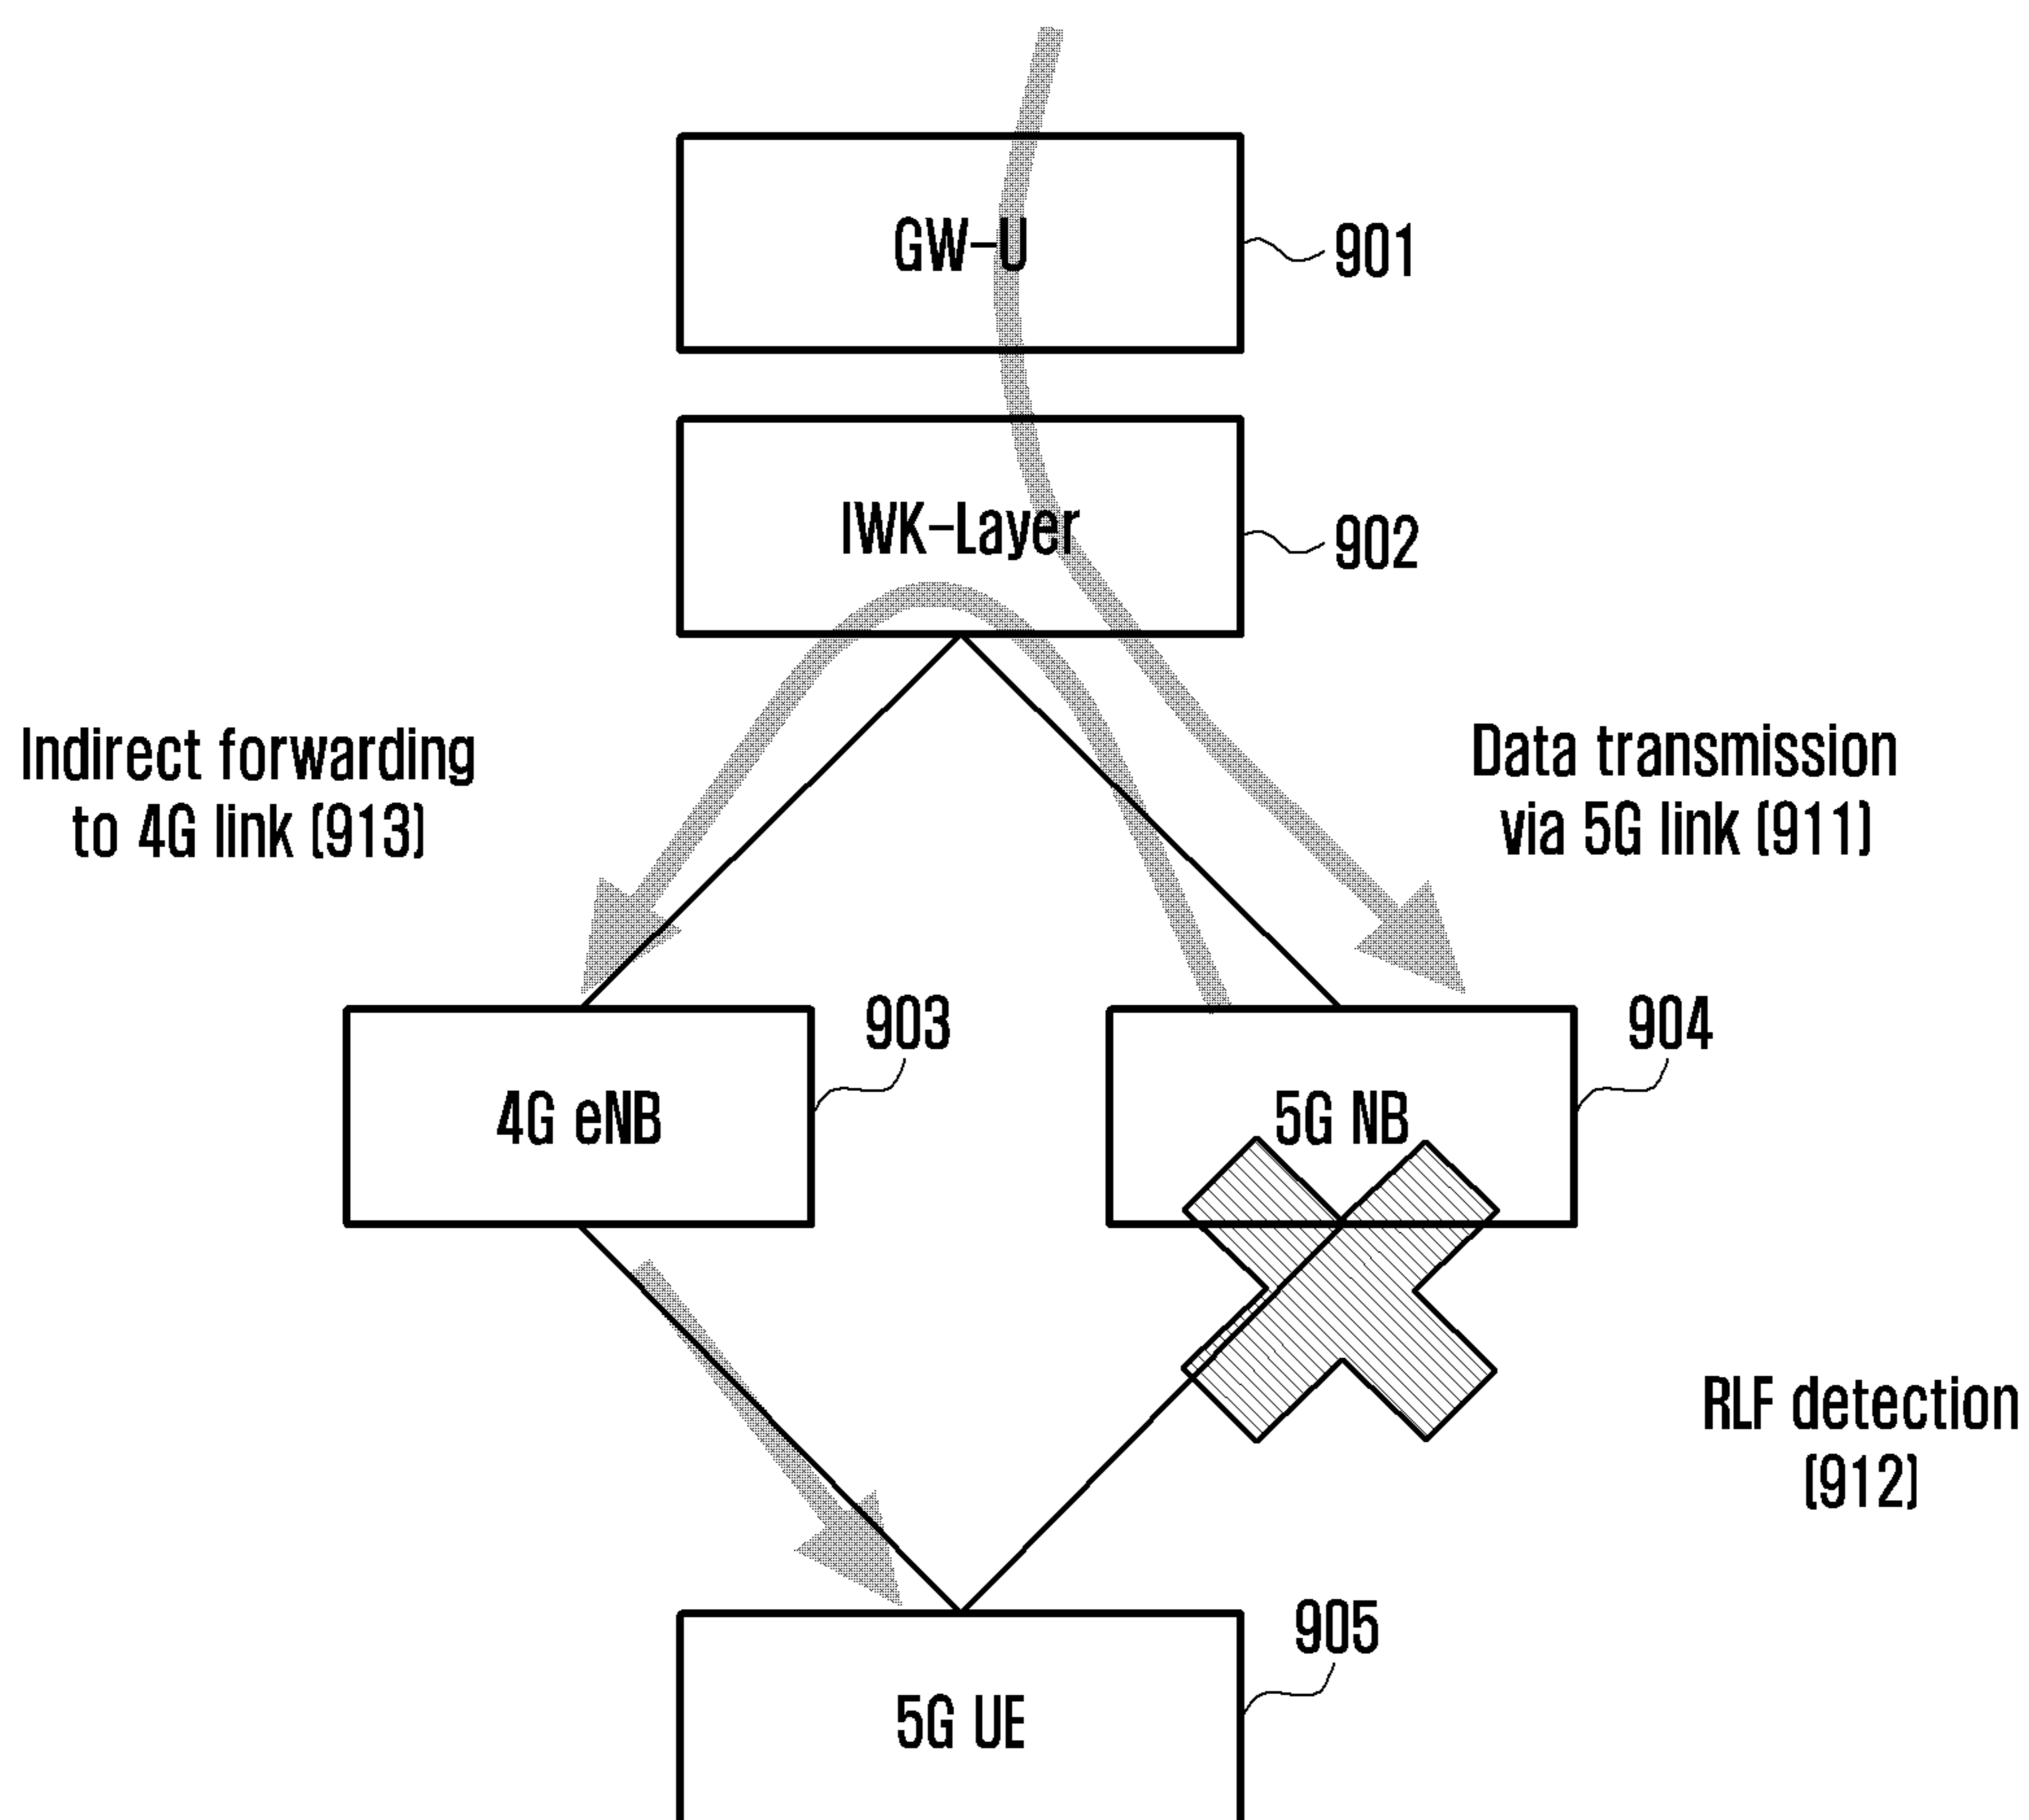 GW-U
901
IWK-Layer
902
Indirect forwarding
to 4G link (913)
Data transmission
via 5G link (911)
903
904
4G eNB
5G NB
RLF detection
(912)
905
5G UE